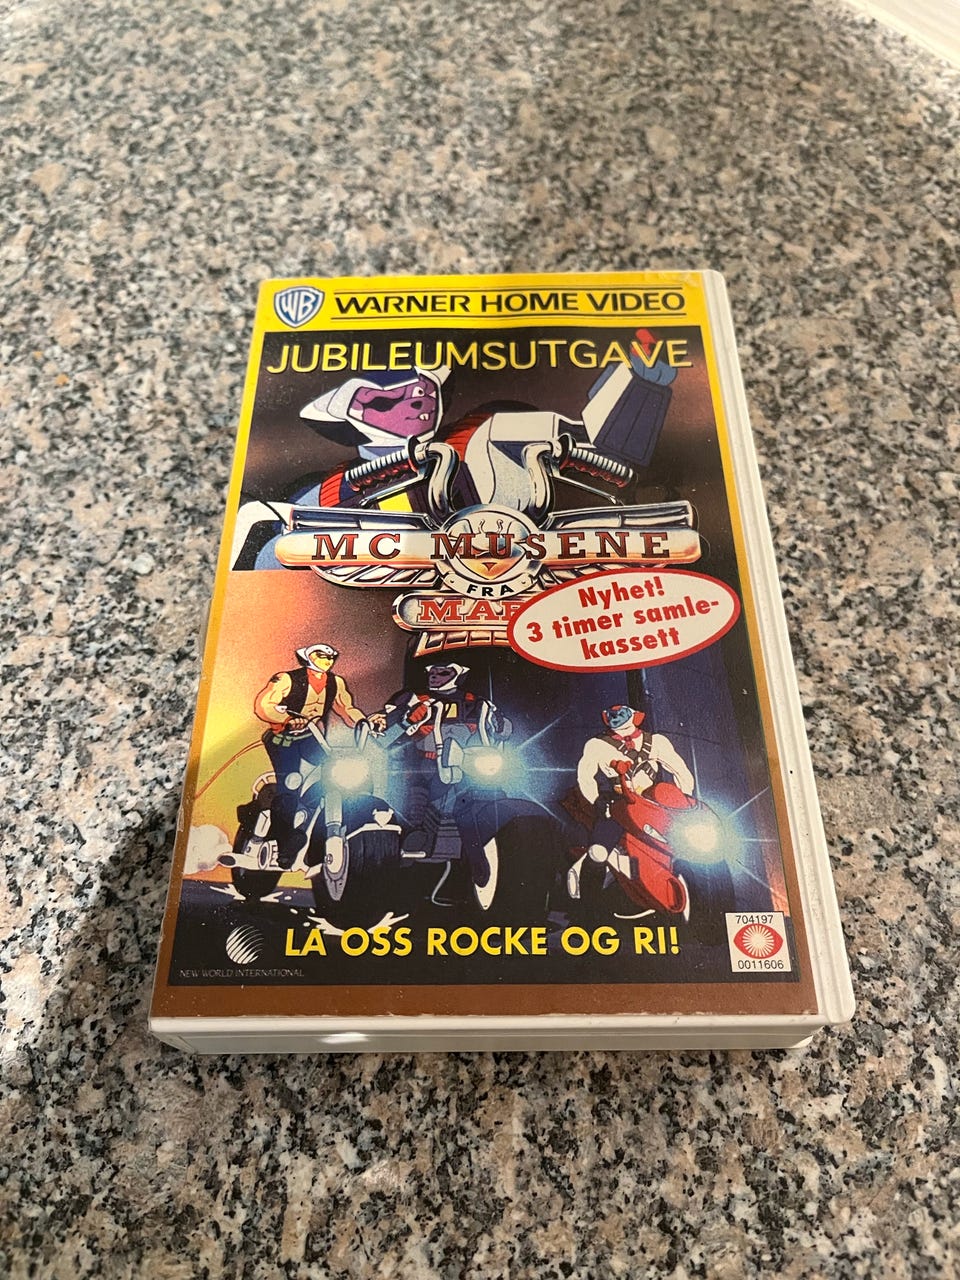 WB WARNER HOME VIDEO
JUBILEUMSUTGAVE
MC MUSENE
FRA
MAR
Nyhet!
3 timer samle-
kassett
LA OSS ROCKE OG RI!
NEW WORLD INTERNATIONAL
704197
0011606